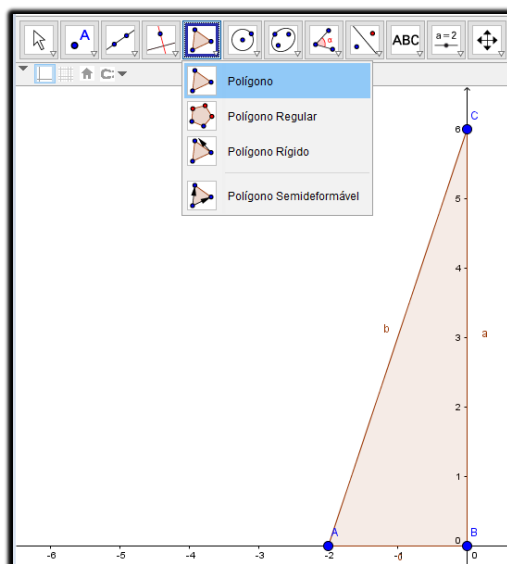 A α ABC a=2
Polígono
Polígono Regular
Polígono Rígido
Polígono Semideformável
C
6
5
4
b 3 a
2
1
A 0 B
-6 -5 -4 -3 -2 -1 0